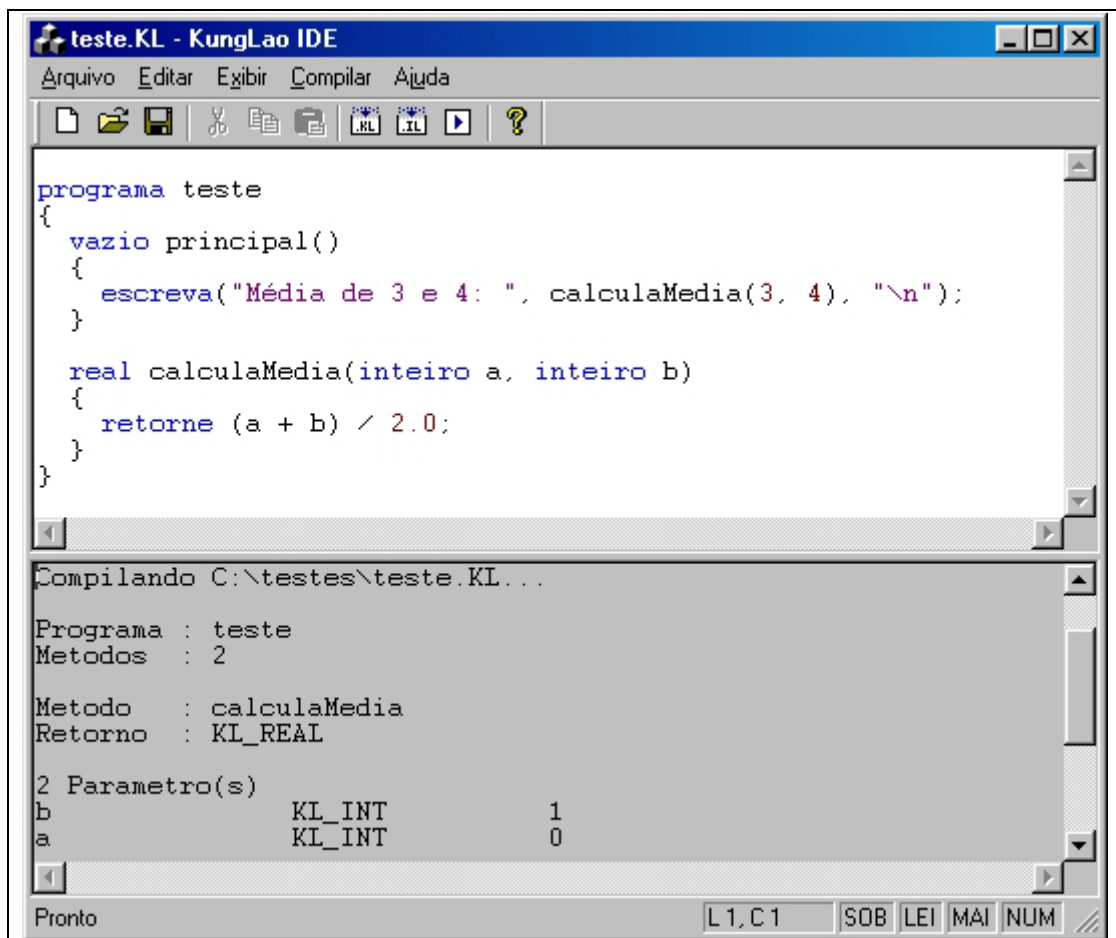 teste.KL - KungLao IDE
Arquivo Editar Exibir Compilar Ajuda
.KL .IL
programa teste
{
vazio principal()
{
escreva("Média de 3 e 4: ", calculaMedia(3, 4), "\n");
}
real calculaMedia(inteiro a, inteiro b)
{
retorne (a + b) / 2.0;
}
}
Compilando C:\testes\teste.KL...
Programa : teste
Metodos : 2
Metodo : calculaMedia
Retorno : KL_REAL
2 Parametro(s)
b KL_INT 1
a KL_INT 0
Pronto L 1, C 1 SOB LEI MAI NUM